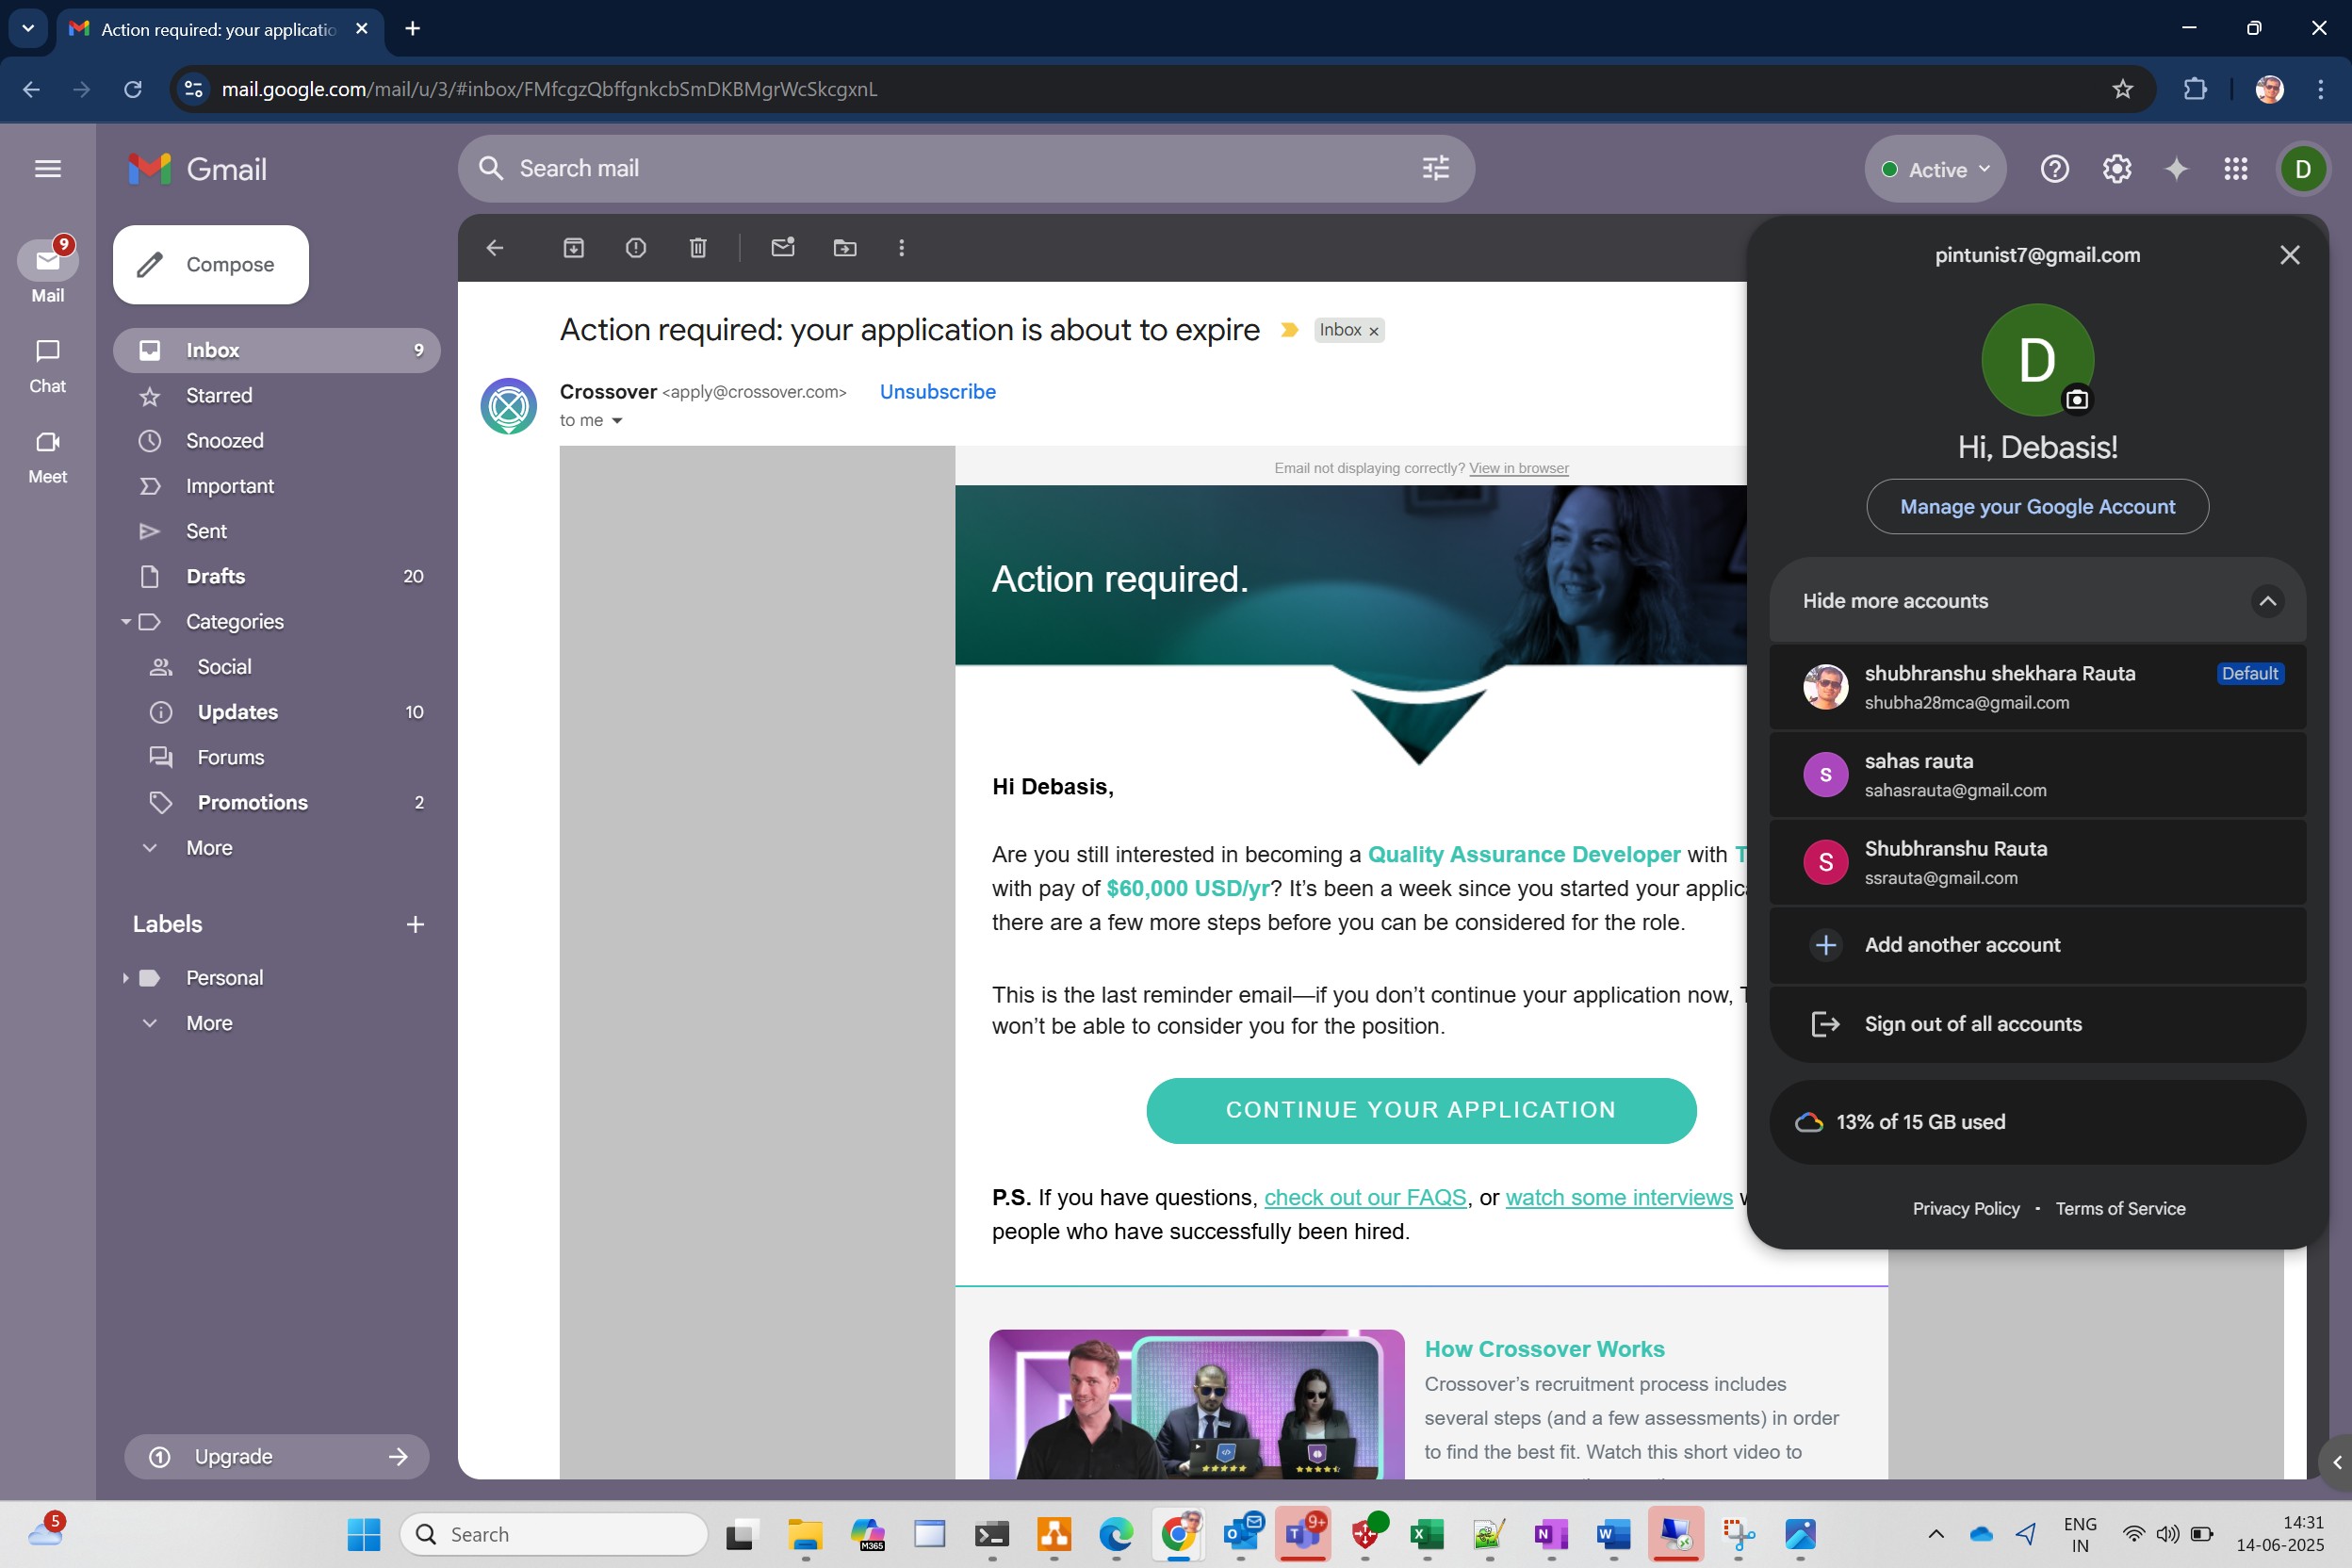 Action required: your applicatio
mail.google.com/mail/u/3/#inbox/FMfcgzQbffgnkcbSmDKBMgrWcSkcgxnL
Gmail
Search mail
Active
D
9
Mail
Chat
Meet
Compose
Inbox 9
Starred
Snoozed
Important
Sent
Drafts 20
Categories
Social
Updates 10
Forums
Promotions 2
More
Labels
Personal
More
Upgrade
Action required: your application is about to expire
Inbox
Crossover <apply@crossover.com> Unsubscribe
to me
Email not displaying correctly? View in browser
Action required.
Hi Debasis,
Are you still interested in becoming a Quality Assurance Developer with T
with pay of $60,000 USD/yr? It’s been a week since you started your applic
there are a few more steps before you can be considered for the role.
This is the last reminder email—if you don’t continue your application now, T
won’t be able to consider you for the position.
CONTINUE YOUR APPLICATION
P.S. If you have questions, check out our FAQS, or watch some interviews w
people who have successfully been hired.
How Crossover Works
Crossover’s recruitment process includes
several steps (and a few assessments) in order
to find the best fit. Watch this short video to
pintunist7@gmail.com
D
Hi, Debasis!
Manage your Google Account
Hide more accounts
shubhranshu shekhara Rauta Default
shubha28mca@gmail.com
s
sahas rauta
sahasrauta@gmail.com
S
Shubhranshu Rauta
ssrauta@gmail.com
Add another account
Sign out of all accounts
13% of 15 GB used
Privacy Policy • Terms of Service
5
Search
M365
9+
ENG
IN
14:31
14-06-2025